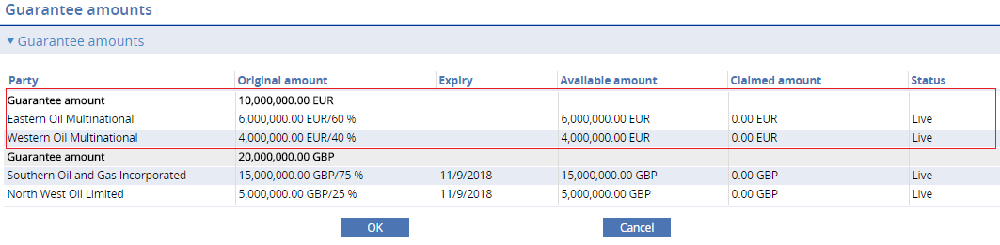 Guarantee amounts
Guarantee amounts
Party Original amount Expiry Available amount Claimed amount Status
Guarantee amount 10,000,000.00 EUR
Eastern Oil Multinational 6,000,000.00 EUR/60 % 6,000,000.00 EUR 0.00 EUR Live
Western Oil Multinational 4,000,000.00 EUR/40 % 4,000,000.00 EUR 0.00 EUR Live
Guarantee amount 20,000,000.00 GBP
Southern Oil and Gas Incorporated 15,000,000.00 GBP/75 % 11/9/2018 15,000,000.00 GBP 0.00 GBP Live
North West Oil Limited 5,000,000.00 GBP/25 % 11/9/2018 5,000,000.00 GBP 0.00 GBP Live
OK Cancel